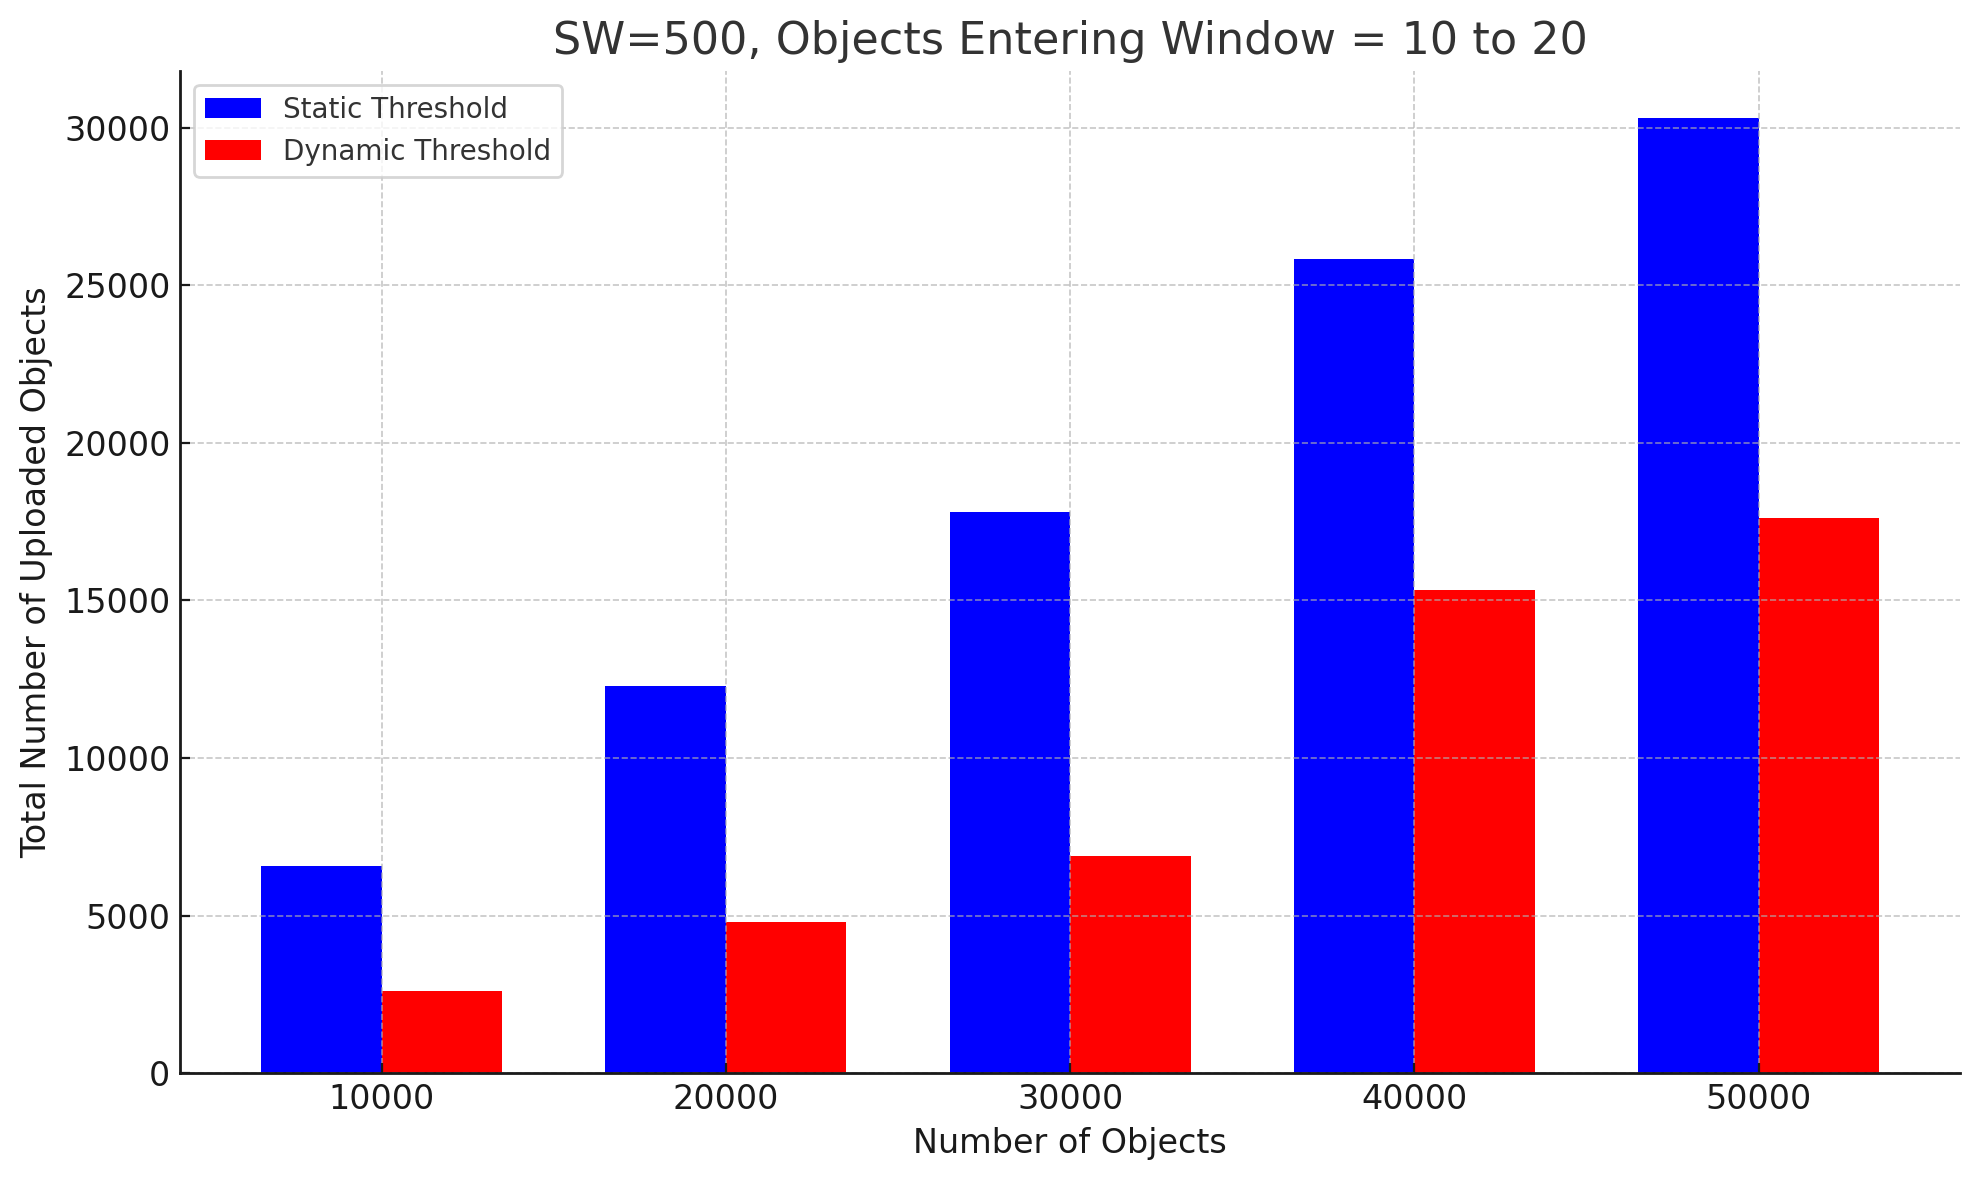 SW=500, Objects Entering Window = 10 to 20
Static Threshold
Dynamic Threshold
Total Number of Uploaded Objects
30000
25000
20000
15000
10000
5000
0
10000 20000 30000 40000 50000
Number of Objects